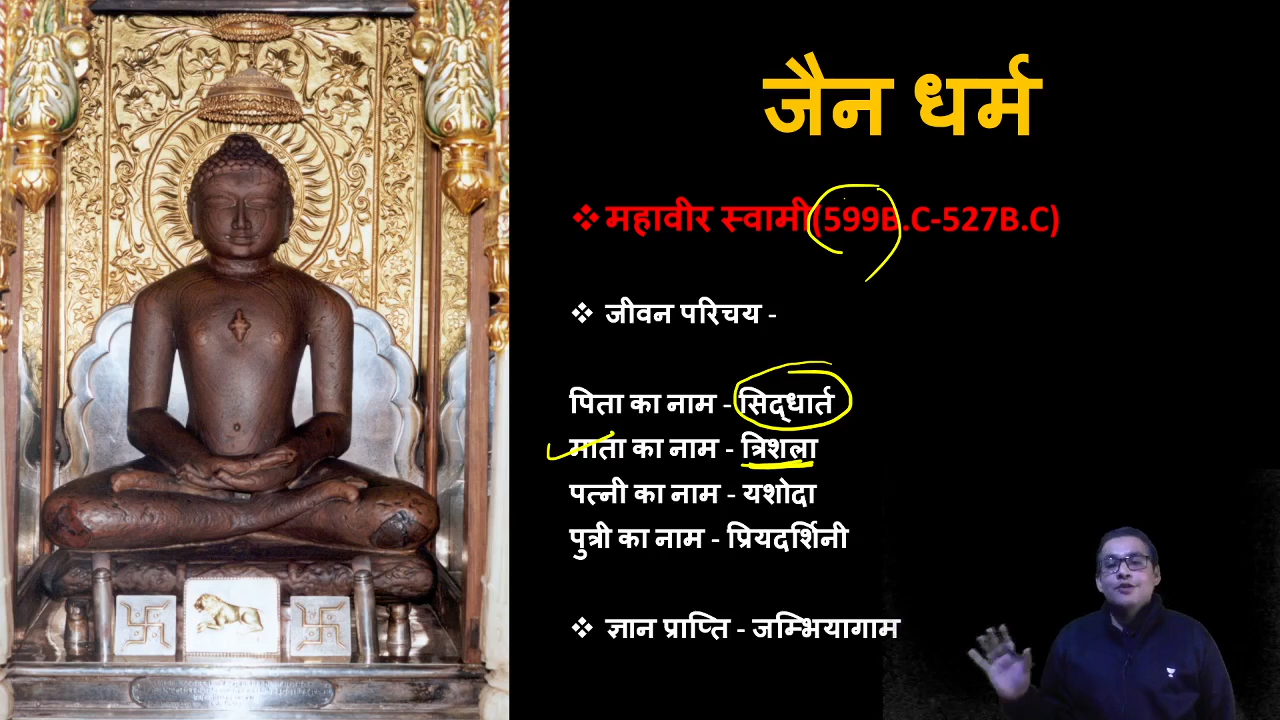 जैन धर्म
❖महावीर स्वामी(599B.C-527B.C)
❖ जीवन परिचय -
पिता का नाम - सिद्धार्त
माता का नाम - त्रिशला
पत्नी का नाम - यशोदा
पुत्री का नाम - प्रियदर्शिनी
❖ ज्ञान प्राप्ति - जम्भियागाम